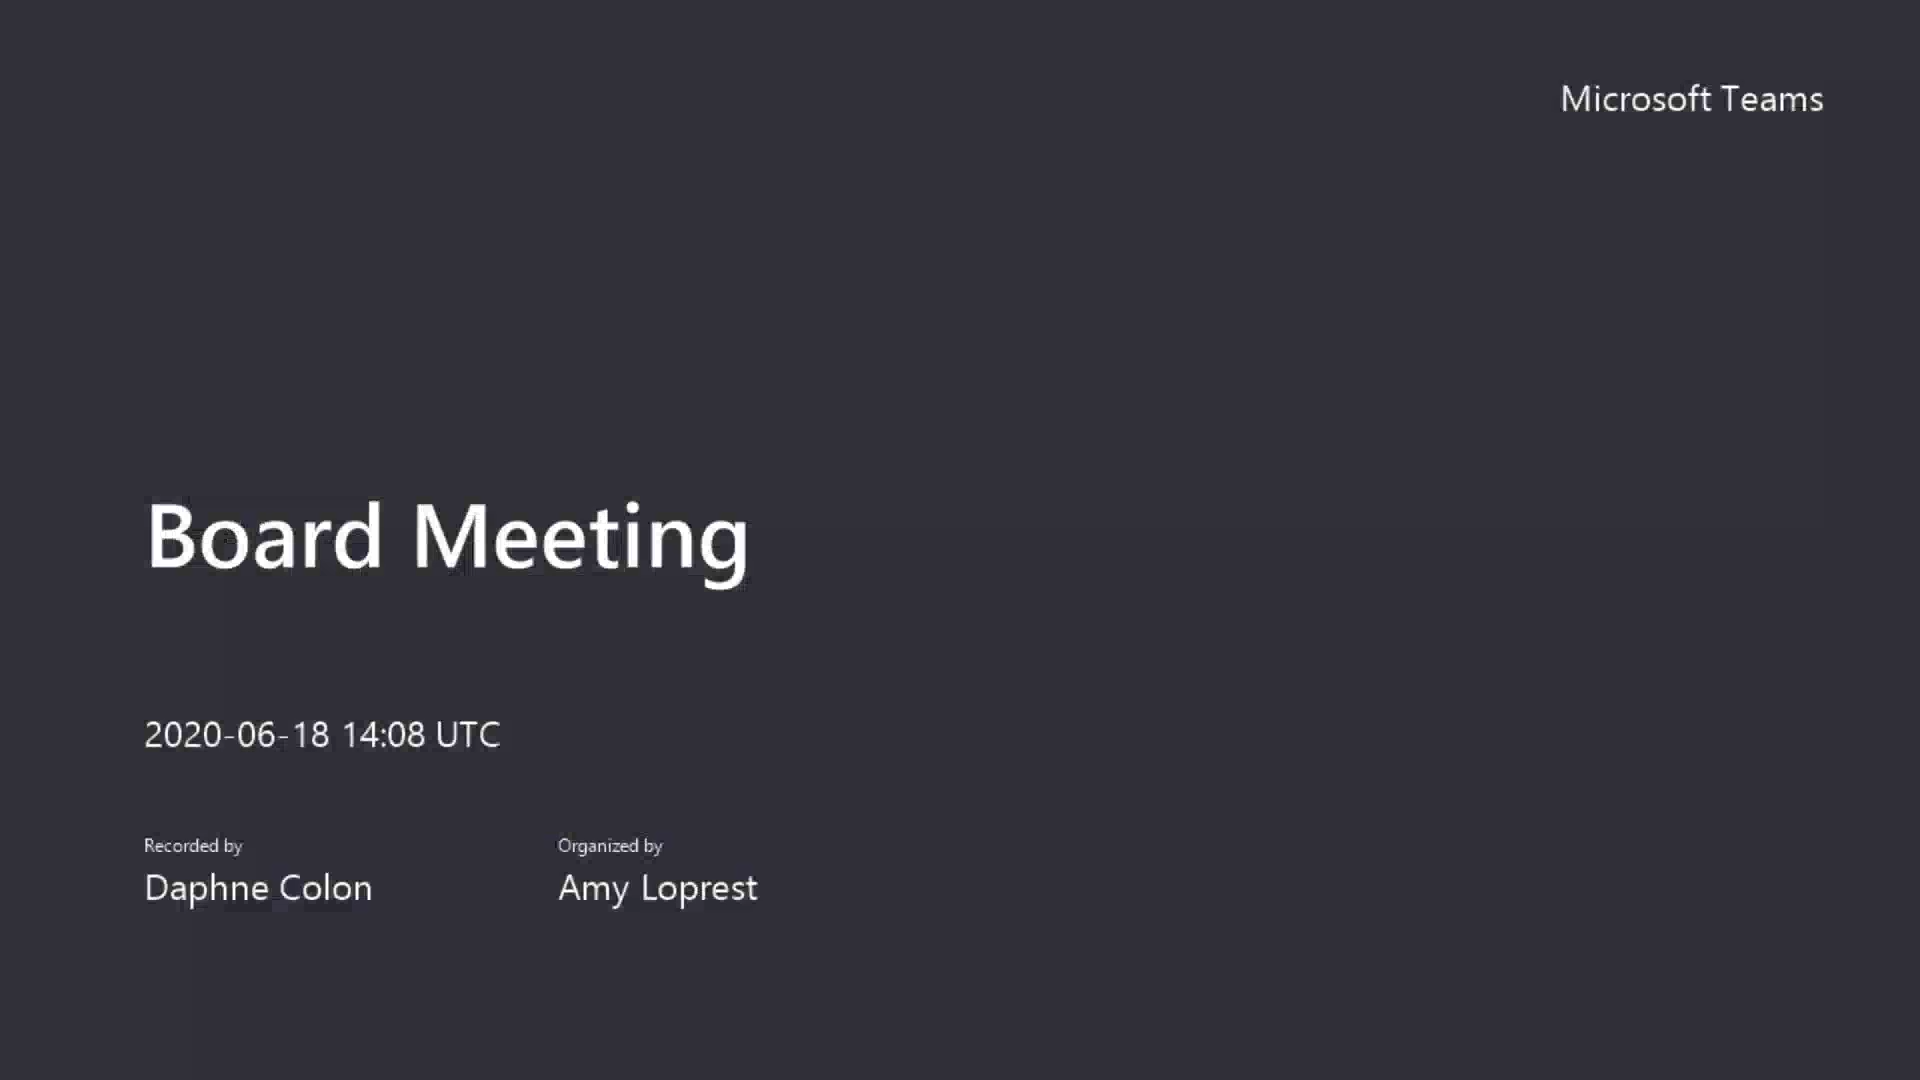 Microsoft Teams
Board Meeting
2020-06-18 14:08 UTC
Recorded by
Daphne Colon
Organized by
Amy Loprest